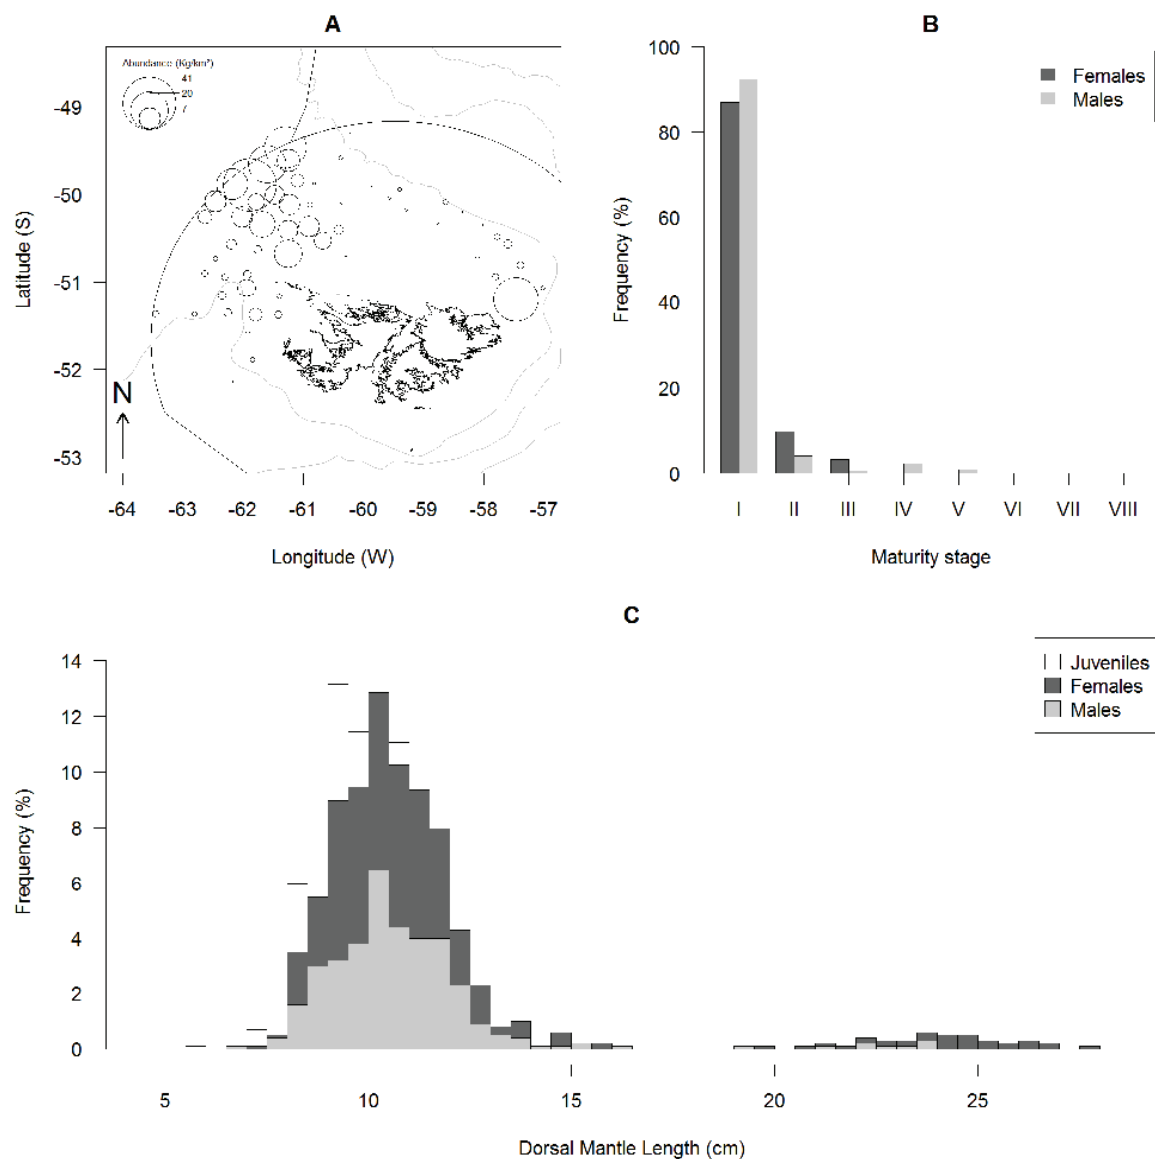 A
Abundance (Kg/km²)
41
20
7
-49
-50
-51
-52
-53
Latitude (S)
N
-64 -63 -62 -61 -60 -59 -58 -57
Longitude (W)
B
100
80
60
40
20
0
Frequency (%)
Females
Males
I II III IV V VI VII VIII
Maturity stage
C
14
12
10
8
6
4
2
0
Frequency (%)
Juveniles
Females
Males
5 10 15 20 25
Dorsal Mantle Length (cm)